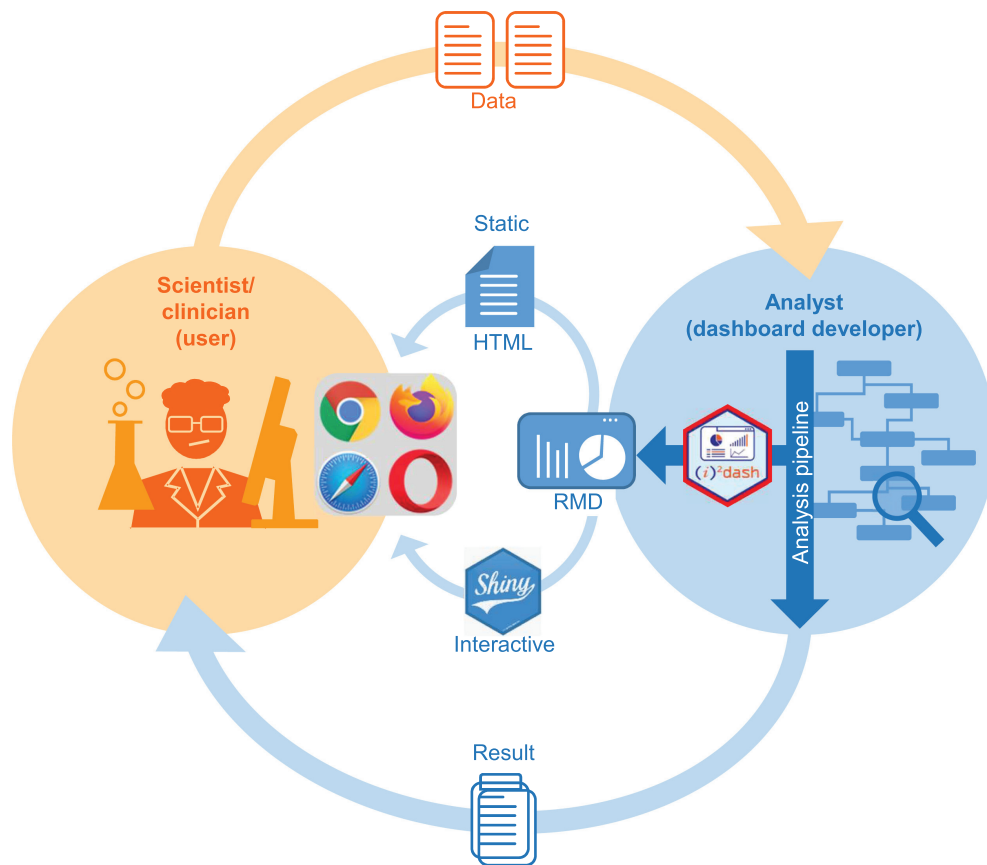 Data
Static
HTML
Scientist/
clinician
(user)
Analyst
(dashboard developer)
(i)²dash
RMD
Analysis pipeline
Shiny
Interactive
Result